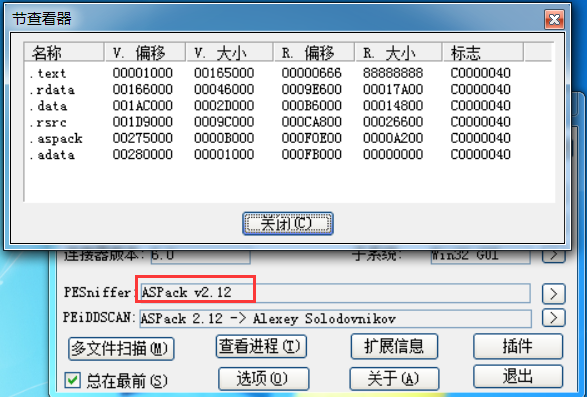 节查看器
名称 V. 偏移 V. 大小 R. 偏移 R. 大小 标志
.text 00001000 00165000 00000666 88888888 C0000040
.rdata 00166000 00046000 0009E600 00017A00 C0000040
.data 001AC000 0002D000 000B6000 00014800 C0000040
.rsrc 001D9000 0009C000 000CA800 00026600 C0000040
.aspack 00275000 0000B000 000F0E00 0000A200 C0000040
.adata 00280000 00001000 000FB000 00000000 C0000040
关闭(C)
连接器版本: 6.0 子系统: Win32 GUI >
PESniffer: ASPack v2.12 >
PEiDDSCAN: ASPack 2.12 -> Alexey Solodovnikov >
多文件扫描(M) 查看进程(T) 扩展信息 插件
总在最前(S) 选项(O) 关于(A) 退出